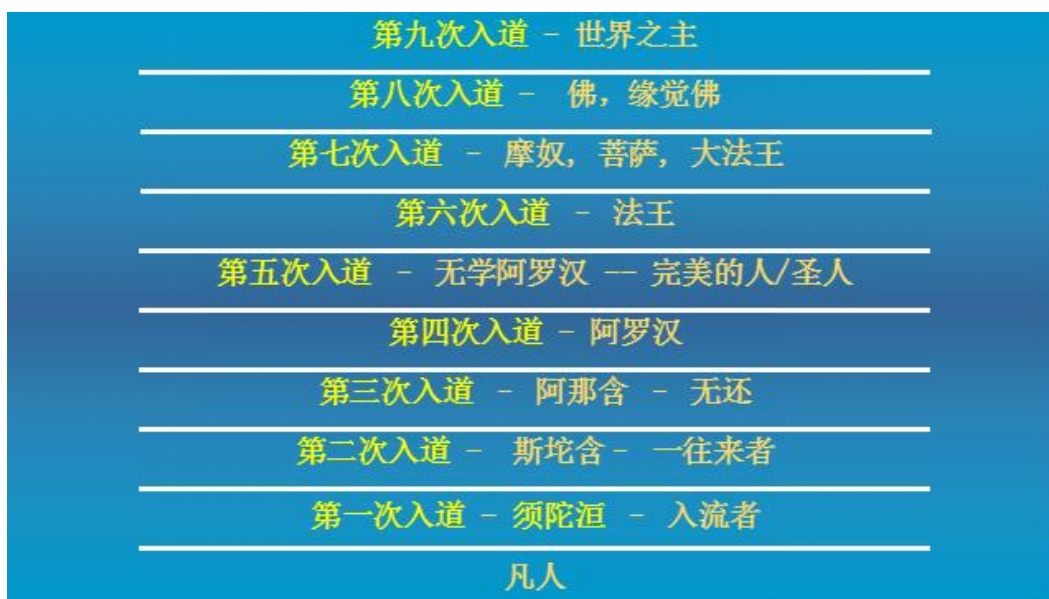 第九次入道 - 世界之主
第八次入道 - 佛，缘觉佛
第七次入道 - 摩奴, 菩萨, 大法王
第六次入道 - 法王
第五次入道 - 无学阿罗汉 -- 完美的人/圣人
第四次入道 - 阿罗汉
第三次入道 - 阿那含 - 无还
第二次入道 - 斯坨含 - 一往来者
第一次入道 - 须陀洹 - 入流者
凡人